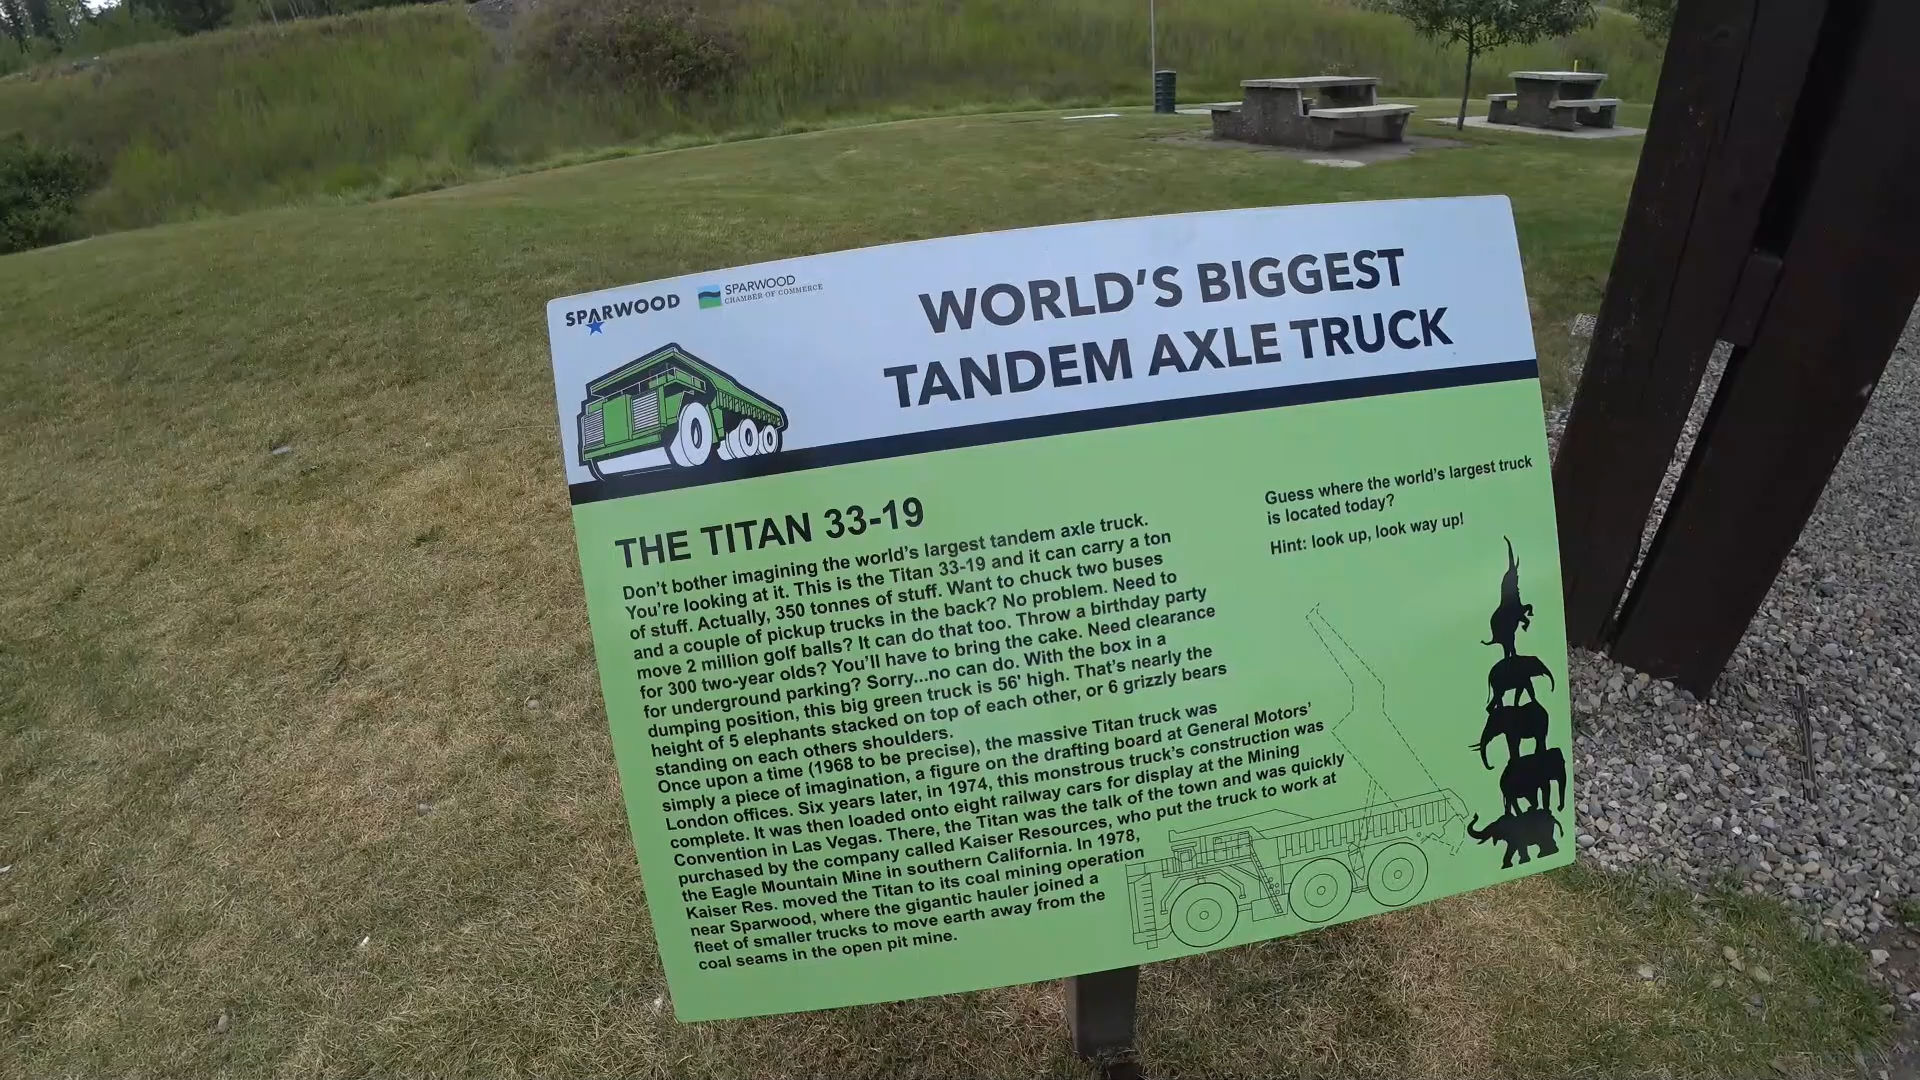 SPARWOOD
SPARWOOD
CHAMBER OF COMMERCE
WORLD'S BIGGEST
TANDEM AXLE TRUCK
THE TITAN 33-19
Don't bother imagining the world's largest tandem axle truck.
You're looking at it. This is the Titan 33-19 and it can carry a ton
of stuff. Actually, 350 tonnes of stuff. Want to chuck two buses
and a couple of pickup trucks in the back? No problem. Need to
move 2 million golf balls? It can do that too. Throw a birthday party
for 300 two-year olds? You'll have to bring the cake. Need clearance
for underground parking? Sorry...no can do. With the box in a
dumping position, this big green truck is 56' high. That's nearly the
height of 5 elephants stacked on top of each other, or 6 grizzly bears
standing on each others shoulders.
Once upon a time (1968 to be precise), the massive Titan truck was
simply a piece of imagination, a figure on the drafting board at General Motors'
London offices. Six years later, in 1974, this monstrous truck's construction was
complete. It was then loaded onto eight railway cars for display at the Mining
Convention in Las Vegas. There, the Titan was the talk of the town and was quickly
purchased by the company called Kaiser Resources, who put the truck to work at
the Eagle Mountain Mine in southern California. In 1978,
Kaiser Res. moved the Titan to its coal mining operation
near Sparwood, where the gigantic hauler joined a
fleet of smaller trucks to move earth away from the
coal seams in the open pit mine.
Guess where the world's largest truck
is located today?
Hint: look up, look way up!